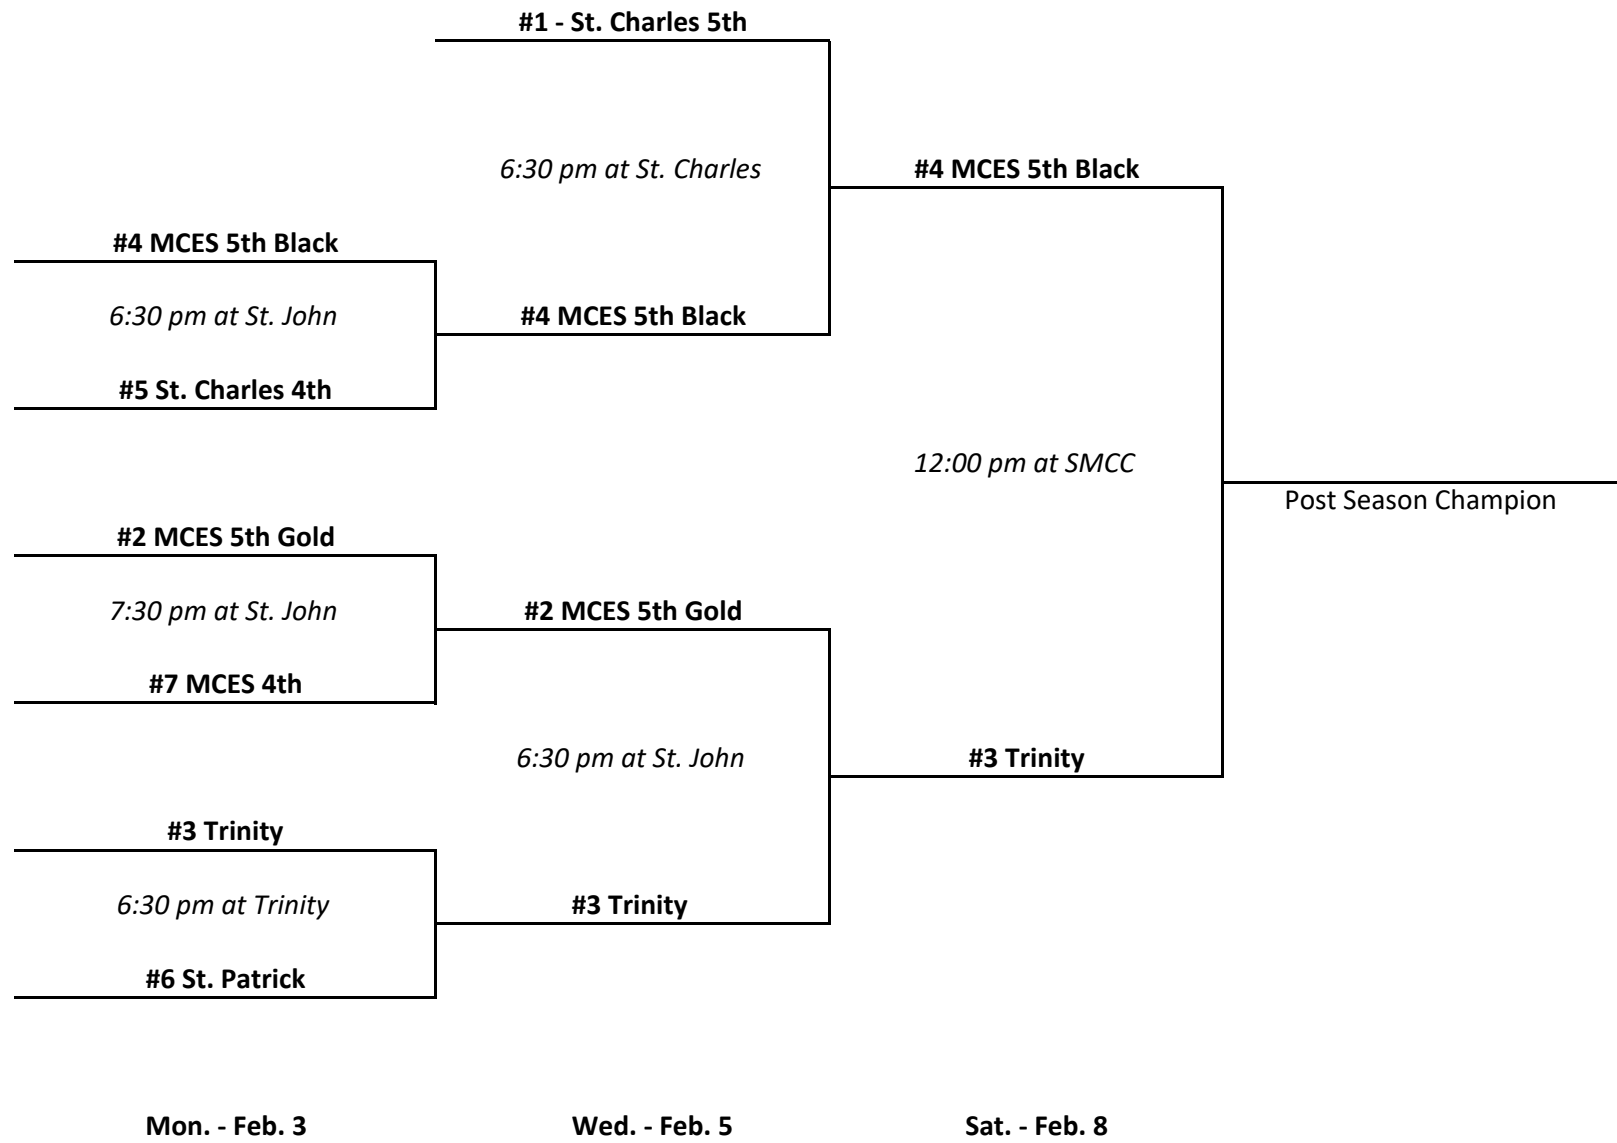 #1 - St. Charles 5th
6:30 pm at St. Charles
#4 MCES 5th Black
#4 MCES 5th Black
6:30 pm at St. John
#4 MCES 5th Black
#5 St. Charles 4th
12:00 pm at SMCC
Post Season Champion
#2 MCES 5th Gold
7:30 pm at St. John
#2 MCES 5th Gold
#7 MCES 4th
6:30 pm at St. John
#3 Trinity
#3 Trinity
6:30 pm at Trinity
#3 Trinity
#6 St. Patrick
Mon. - Feb. 3
Wed. - Feb. 5
Sat. - Feb. 8